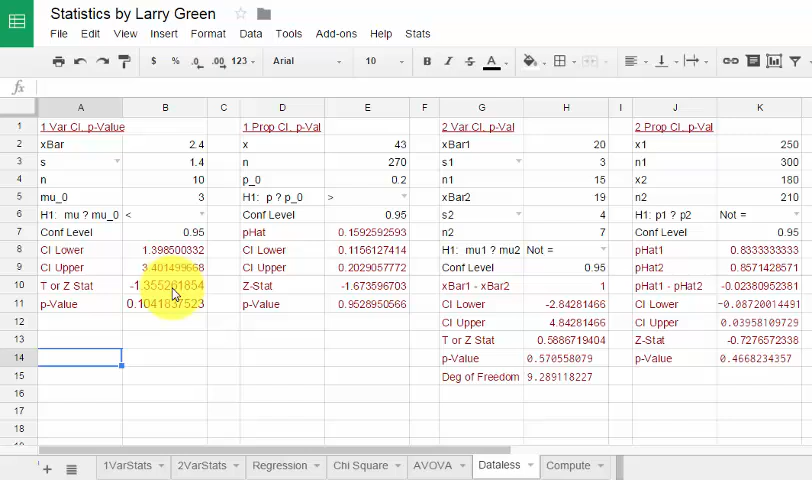 Statistics by Larry Green
File Edit View Insert Format Data Tools Add-ons Help Stats
$ % .0 .00 123 Arial 10 B I S A
fx
A B C D E F G H I J K
1 1 Var CI, p-Value 1 Prop CI, p-Val 2 Var CI, p-Val 2 Prop CI, p-Val
2 xBar 2.4 x 43 xBar1 20 x1 250
3 s 1.4 n 270 s1 3 n1 300
4 n 10 p_0 0.2 n1 15 x2 180
5 mu_0 3 H1: p ? p_0 > xBar2 19 n2 210
6 H1: mu ? mu_0 < Conf Level 0.95 s2 4 H1: p1 ? p2 Not =
7 Conf Level 0.95 pHat 0.1592592593 n2 7 Conf Level 0.95
8 CI Lower 1.398500332 CI Lower 0.1156127414 H1: mu1 ? mu2 Not = pHat1 0.8333333333
9 CI Upper 3.401499668 CI Upper 0.2029057772 Conf Level 0.95 pHat2 0.8571428571
10 T or Z Stat -1.355261854 Z-Stat -1.673596703 xBar1 - xBar2 1 pHat1 - pHat2 -0.02380952381
11 p-Value 0.1041837523 p-Value 0.9528950566 CI Lower -2.84281466 CI Lower -0.08720014491
12 CI Upper 4.84281466 CI Upper 0.03958109729
13 T or Z Stat 0.5886719404 Z-Stat -0.7276572338
14 p-Value 0.570558079 p-Value 0.4668234357
15 Deg of Freedom 9.289118227
16
17
18
1VarStats 2VarStats Regression Chi Square AVOVA Dataless Compute